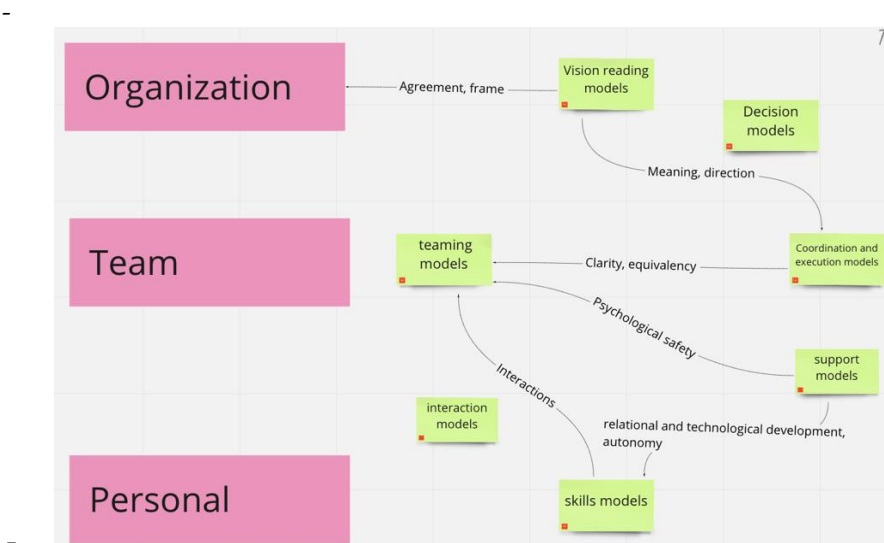 Organization
Agreement, frame
Vision reading
models
Decision
models
Meaning, direction
Team
teaming
models
Clarity, equivalency
Coordination and
execution models
Psychological safety
support
models
Interactions
interaction
models
relational and technological development,
autonomy
Personal
skills models